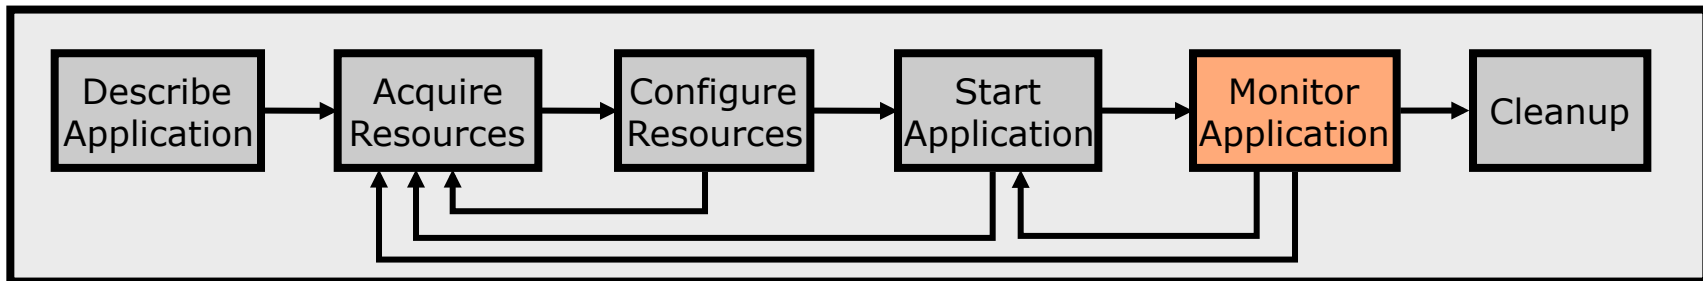 Describe
Application
Acquire
Resources
Configure
Resources
Start
Application
Monitor
Application
Cleanup